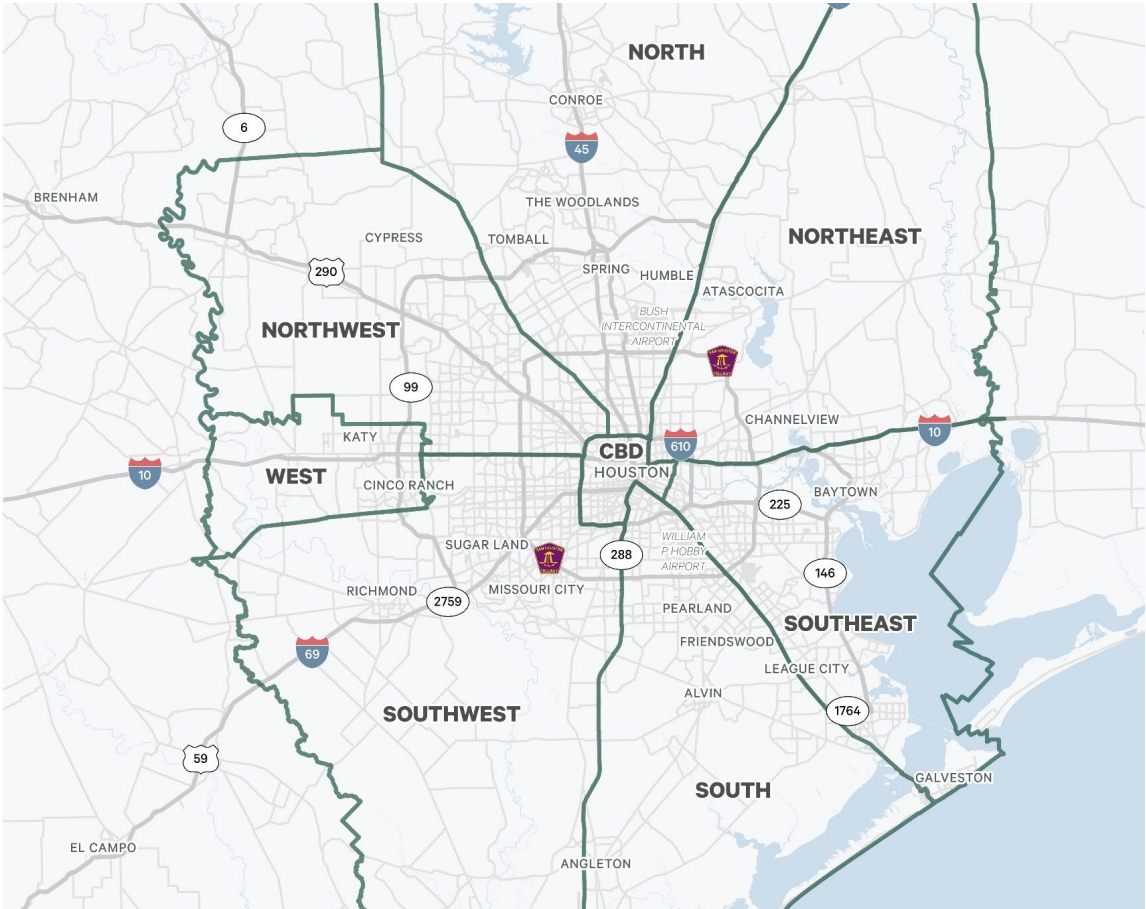 NORTH
CONROE
6
45
BRENHAM
THE WOODLANDS
CYPRESS
TOMBALL
NORTHEAST
290
SPRING
HUMBLE
ATASCOCITA
BUSH
INTERCONTINENTAL
AIRPORT
NORTHWEST
99
CHANNELVIEW
10
KATY
610
CBD
HOUSTON
10
WEST
CINCO RANCH
BAYTOWN
225
SUGAR LAND
WILLIAM
P HOBBY
AIRPORT
288
146
RICHMOND
MISSOURI CITY
2759
PEARLAND
SOUTHEAST
FRIENDSWOOD
69
LEAGUE CITY
ALVIN
1764
SOUTHWEST
59
GALVESTON
SOUTH
EL CAMPO
ANGLETON